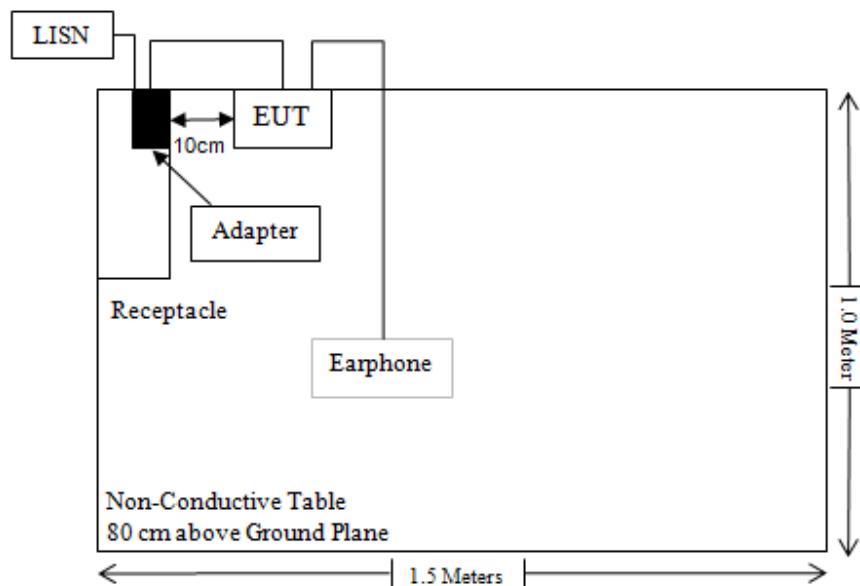 LISN
EUT
10cm
Adapter
Receptacle
Earphone
1.0 Meter
Non-Conductive Table
80 cm above Ground Plane
1.5 Meters